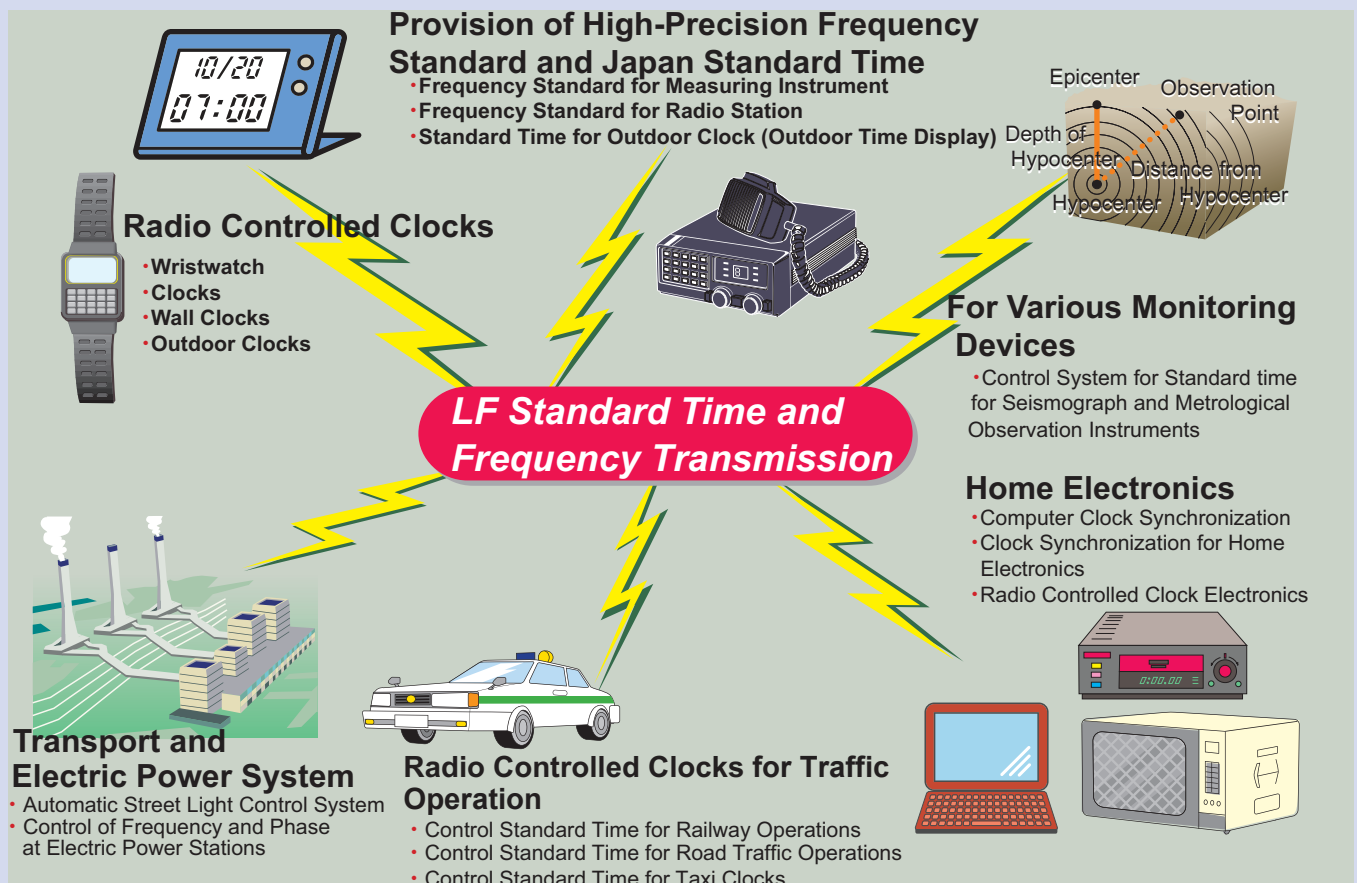 Provision of High-Precision Frequency
Standard and Japan Standard Time
・Frequency Standard for Measuring Instrument
・Frequency Standard for Radio Station
・Standard Time for Outdoor Clock (Outdoor Time Display)
10/20
07:00
Epicenter
Observation
Point
Depth of
Hypocenter
Distance from
Hypocenter
Hypocenter
Radio Controlled Clocks
・Wristwatch
・Clocks
・Wall Clocks
・Outdoor Clocks
8
For Various Monitoring
Devices
・Control System for Standard time
for Seismograph and Metrological
Observation Instruments
LF Standard Time and
Frequency Transmission
Home Electronics
・Computer Clock Synchronization
・Clock Synchronization for Home
Electronics
・Radio Controlled Clock Electronics
0:00.00
Transport and
Electric Power System
・Automatic Street Light Control System
・Control of Frequency and Phase
at Electric Power Stations
Radio Controlled Clocks for Traffic
Operation
・Control Standard Time for Railway Operations
・Control Standard Time for Road Traffic Operations
・Control Standard Time for Taxi Clocks